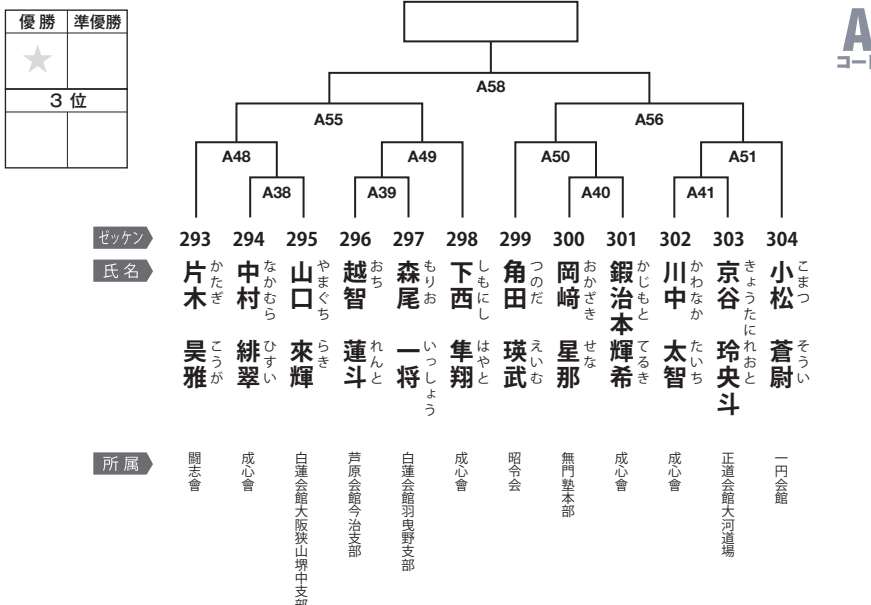 優勝 準優勝
★
3位
A
コート
A58
A55 A56
A48 A49 A50 A51
A38 A39 A40 A41
ゼッケン 293 294 295 296 297 298 299 300 301 302 303 304
氏名
片木 昊雅 かたぎ こうが
中村 緋翠 なかむら ひすい
山口 來輝 やまぐち らき
越智 蓮斗 おち れんと
森尾 一将 もりお いっしょう
下西 隼翔 しもにし はやと
角田 瑛武 つのだ えいむ
岡﨑 星那 おかざき せな
鍜治本 輝希 かじもと てるき
川中 太智 かわなか たいち
京谷 玲央斗 きょうたに れおと
小松 蒼尉 こまつ そうい
所属
闘志會
成心會
白蓮会館大阪狭山堺中支部
芦原会館今治支部
白蓮会館羽曳野支部
成心會
昭令会
無門塾本部
成心會
成心會
正道会館大河道場
一円会館